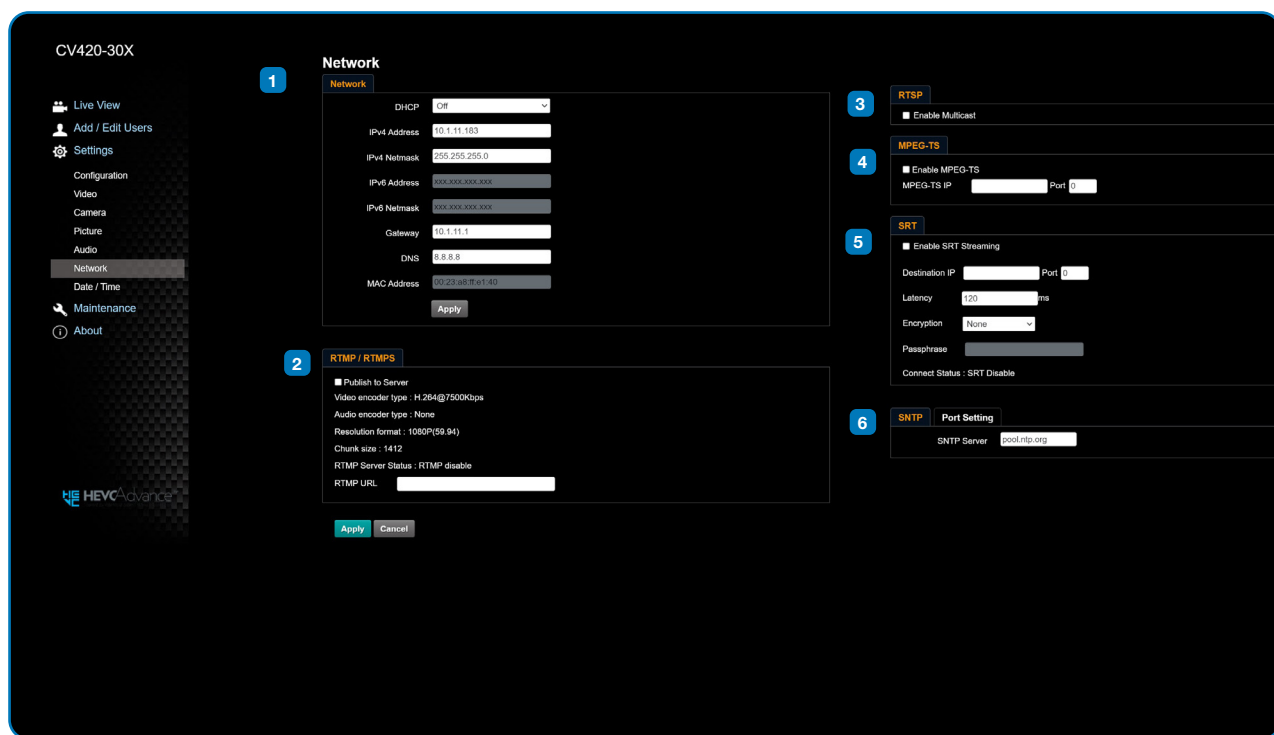 CV420-30X
Live View
Add / Edit Users
Settings
Configuration
Video
Camera
Picture
Audio
Network
Date / Time
Maintenance
About
HEVCAdvance
1
Network
Network
DHCP Off
IPv4 Address 10.1.11.183
IPv4 Netmask 255.255.255.0
IPv6 Address xxx.xxx.xxx.xxx
IPv6 Netmask xxx.xxx.xxx.xxx
Gateway 10.1.11.1
DNS 8.8.8.8
MAC Address 00:23:a8:ff:e1:40
Apply
2
RTMP / RTMPS
Publish to Server
Video encoder type : H.264@7500Kbps
Audio encoder type : None
Resolution format : 1080P(59.94)
Chunk size : 1412
RTMP Server Status : RTMP disable
RTMP URL
Apply Cancel
3
RTSP
Enable Multicast
4
MPEG-TS
Enable MPEG-TS
MPEG-TS IP Port 0
5
SRT
Enable SRT Streaming
Destination IP Port 0
Latency 120 ms
Encryption None
Passphrase
Connect Status : SRT Disable
6
SNTP Port Setting
SNTP Server pool.ntp.org